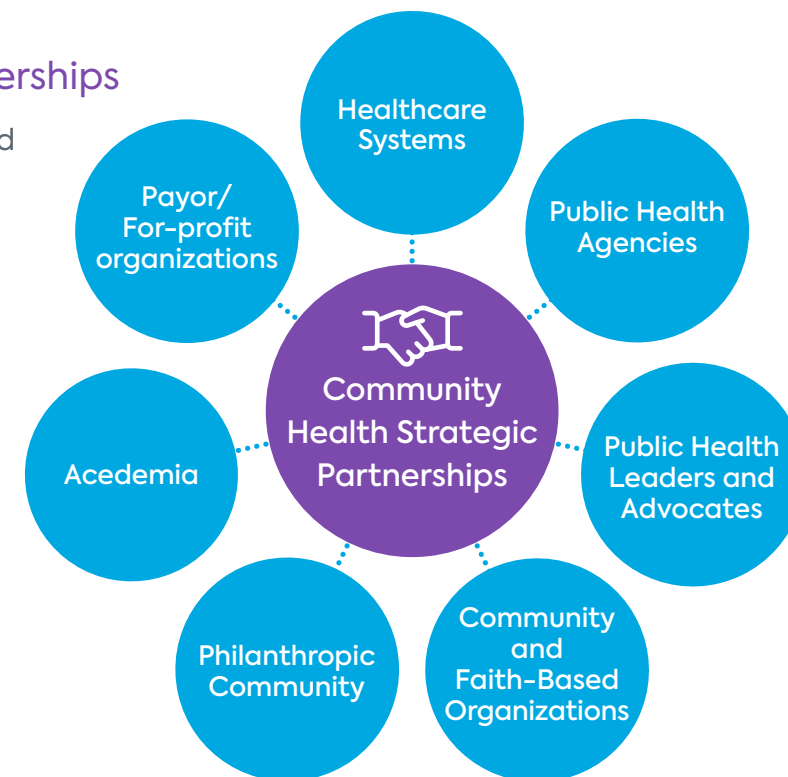 erships
d
Healthcare
Systems
Public Health
Agencies
Public Health
Leaders and
Advocates
Community
and
Faith-Based
Organizations
Philanthropic
Community
Acedemia
Payor/
For-profit
organizations
Community
Health Strategic
Partnerships